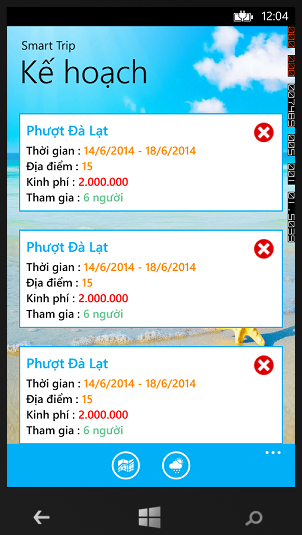 12:04
Smart Trip
Kế hoạch
Phượt Đà Lạt
Thời gian : 14/6/2014 - 18/6/2014
Địa điểm : 15
Kinh phí : 2.000.000
Tham gia : 6 người
Phượt Đà Lạt
Thời gian : 14/6/2014 - 18/6/2014
Địa điểm : 15
Kinh phí : 2.000.000
Tham gia : 6 người
Phượt Đà Lạt
Thời gian : 14/6/2014 - 18/6/2014
Địa điểm : 15
Kinh phí : 2.000.000
Tham gia : 6 người